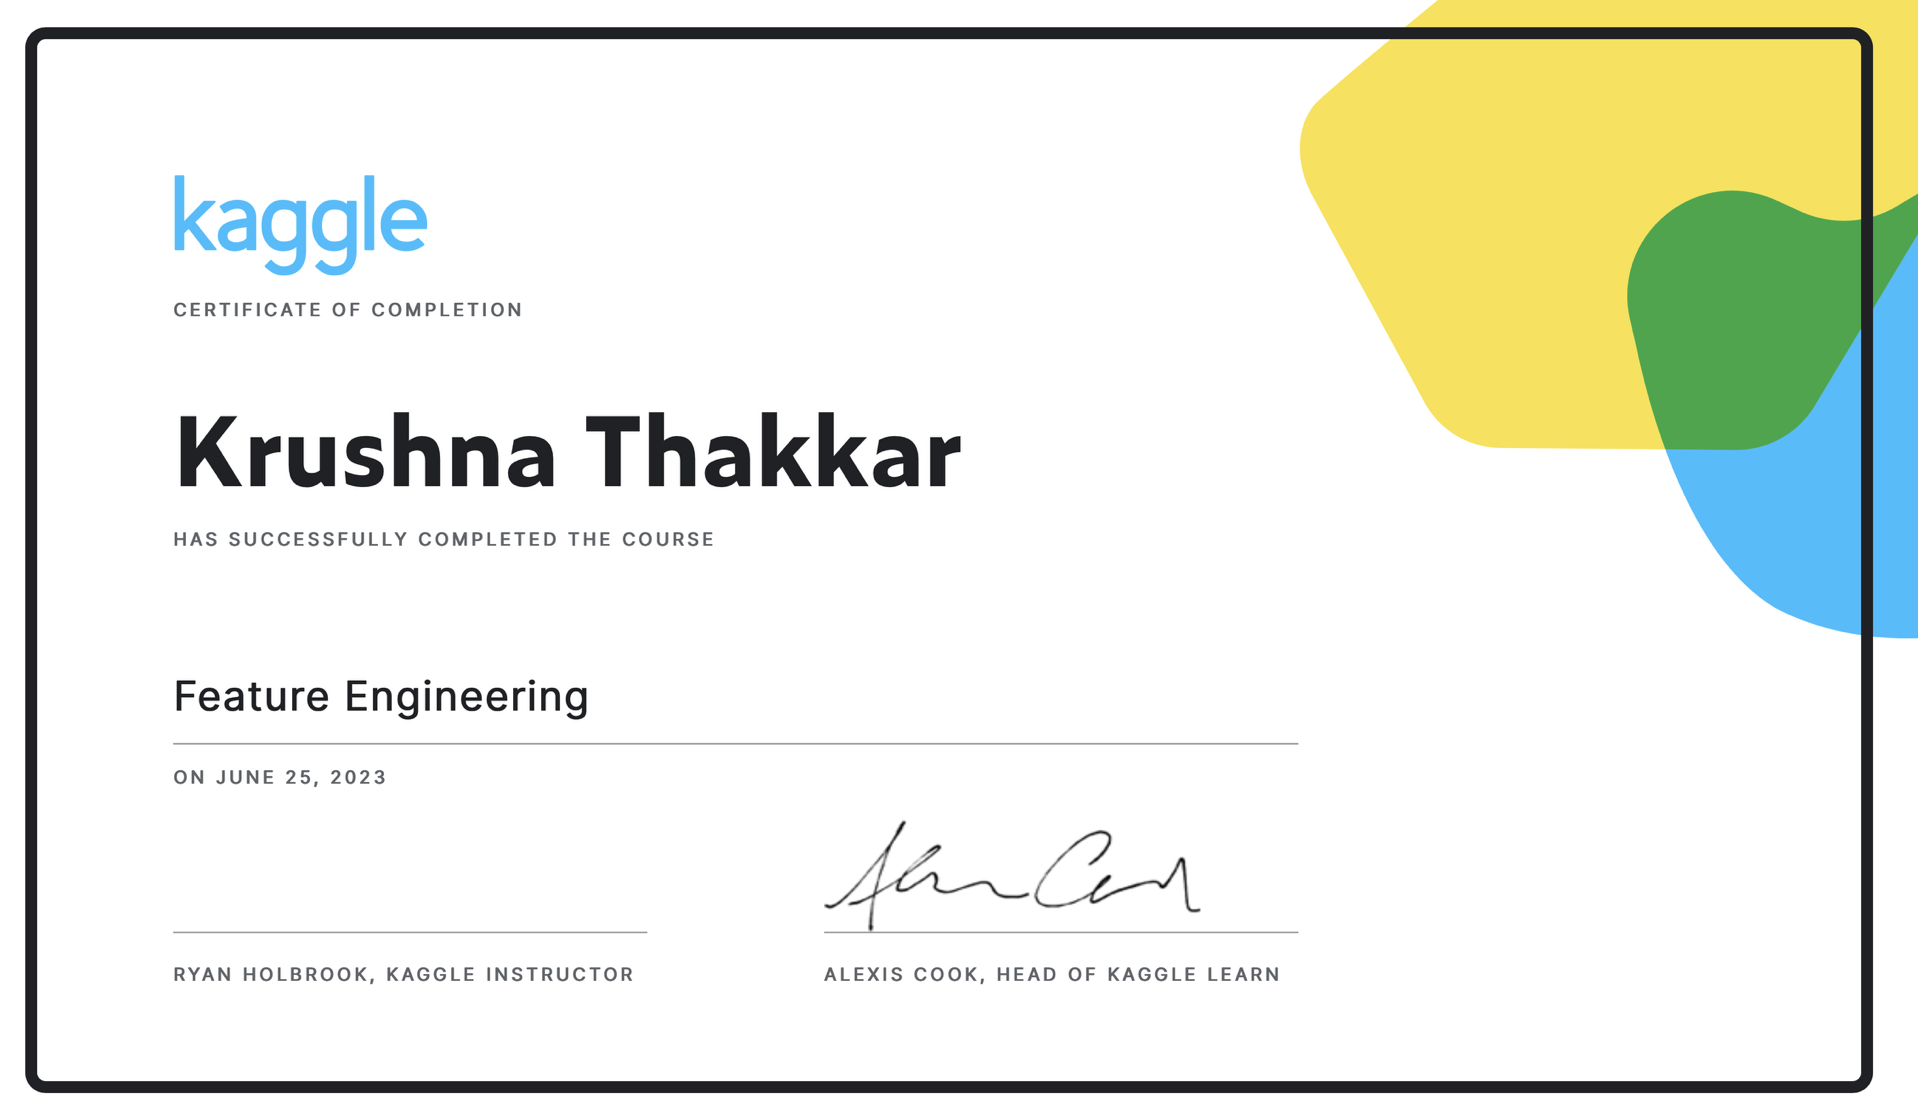 kaggle
CERTIFICATE OF COMPLETION
Krushna Thakkar
HAS SUCCESSFULLY COMPLETED THE COURSE
Feature Engineering
ON JUNE 25, 2023
Alexis Cook
RYAN HOLBROOK, KAGGLE INSTRUCTOR
ALEXIS COOK, HEAD OF KAGGLE LEARN